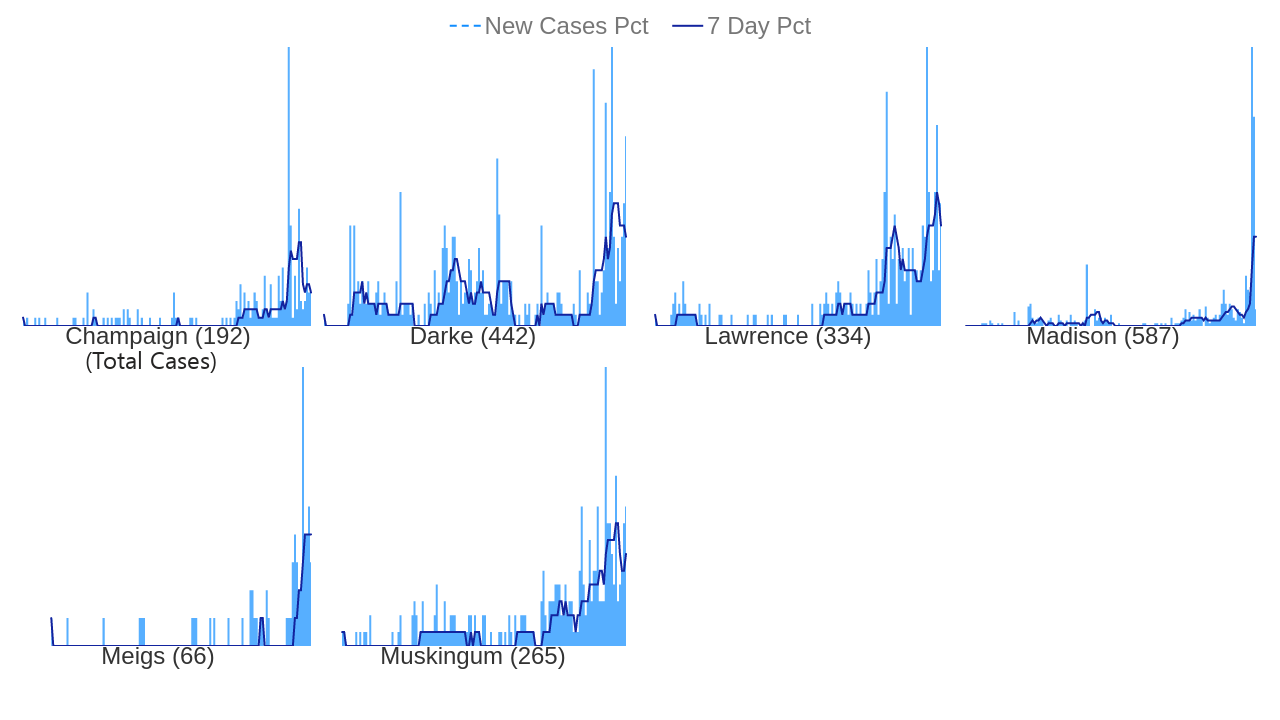 New Cases Pct 7 Day Pct
Champaign (192) Darke (442) Lawrence (334) Madison (587)
(Total Cases)
Meigs (66) Muskingum (265)